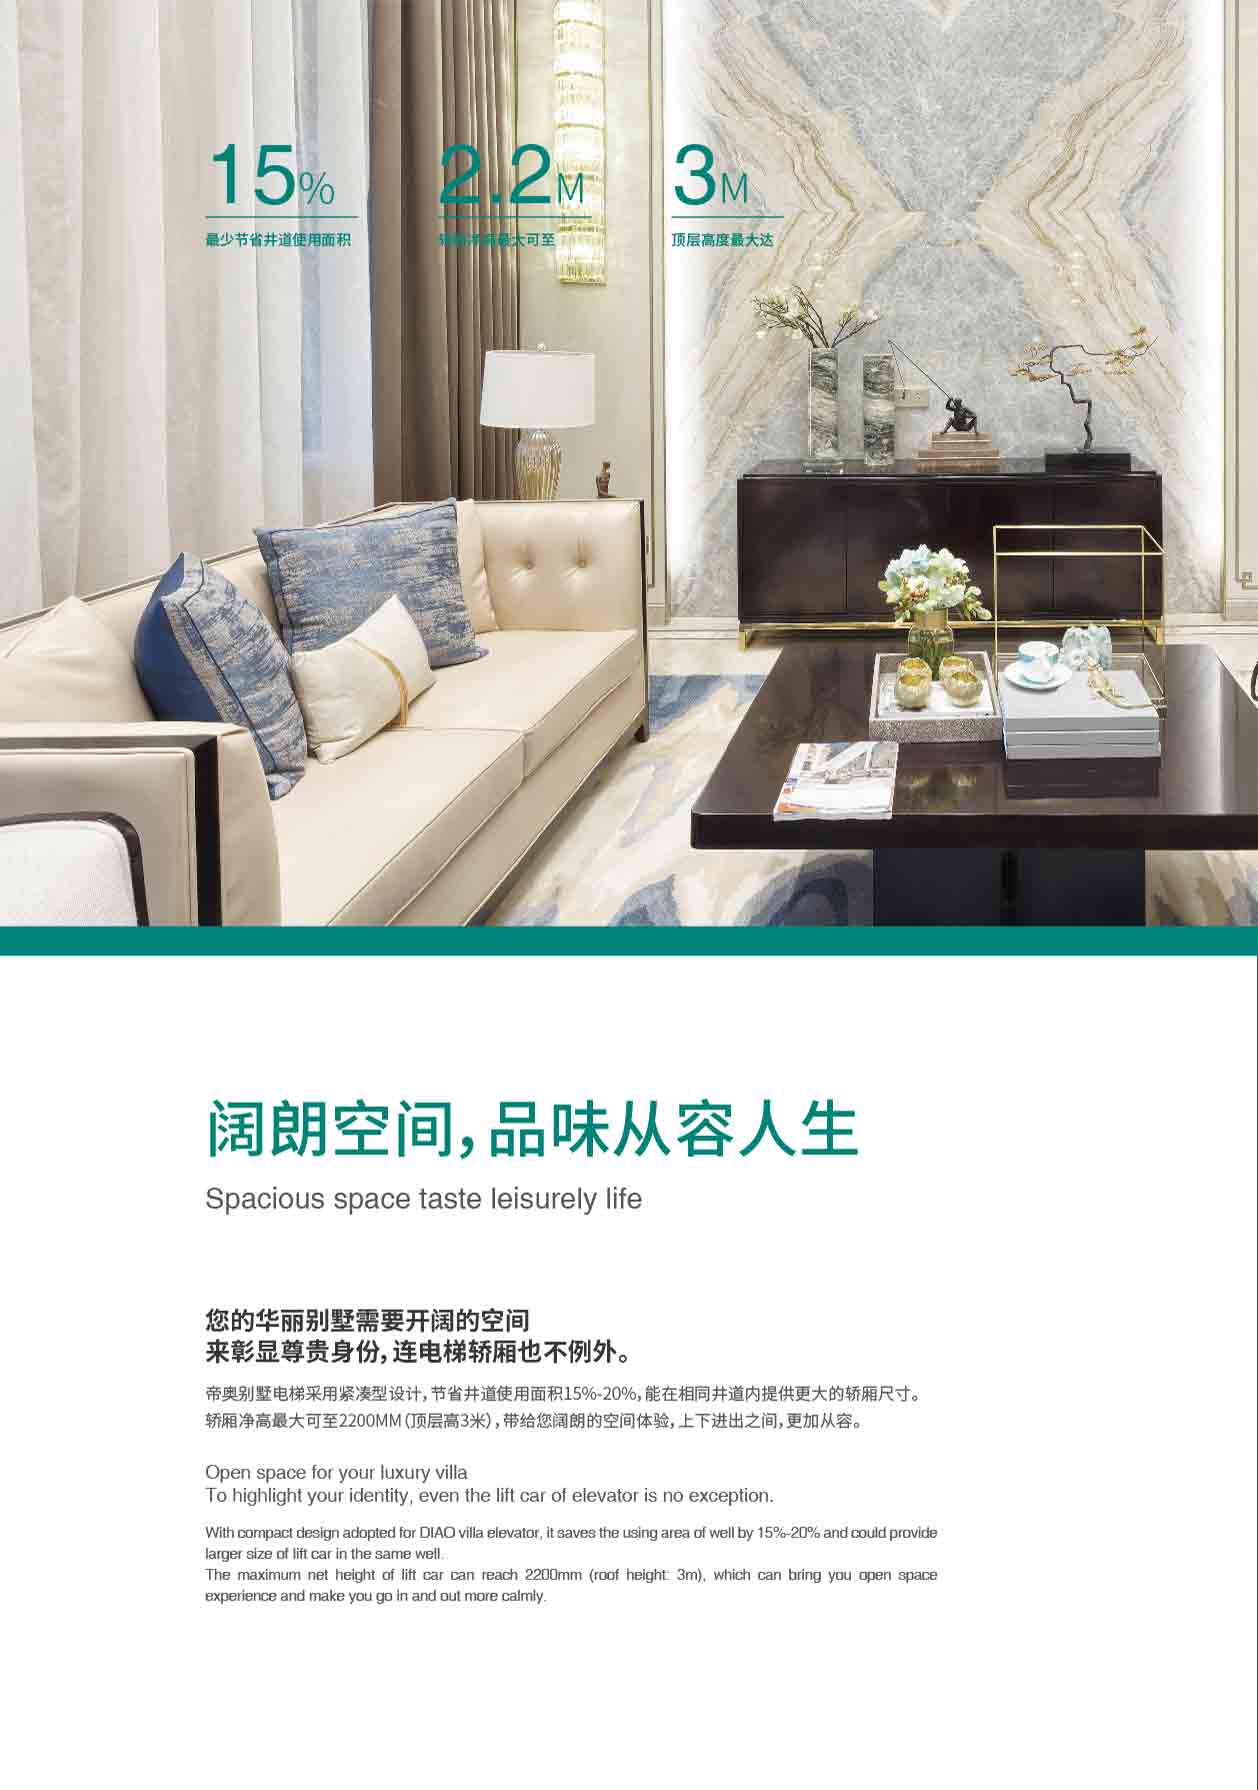 15%
2.2M
3M
最少节省井道使用面积
轿厢净高最大可至
顶层高度最大达
阔朗空间，品味从容人生
Spacious space taste leisurely life
您的华丽别墅需要开阔的空间
来彰显尊贵身份，连电梯轿厢也不例外。
帝奥别墅电梯采用紧凑型设计，节省井道使用面积15%-20%，能在相同井道内提供更大的轿厢尺寸。
轿厢净高最大可至2200MM（顶层高3米），带给您阔朗的空间体验，上下进出之间，更加从容。
Open space for your luxury villa
To highlight your identity, even the lift car of elevator is no exception.
With compact design adopted for DIAO villa elevator, it saves the using area of well by 15%-20% and could provide
larger size of lift car in the same well.
The maximum net height of lift car can reach 2200mm (roof height: 3m), which can bring you open space
experience and make you go in and out more calmly.